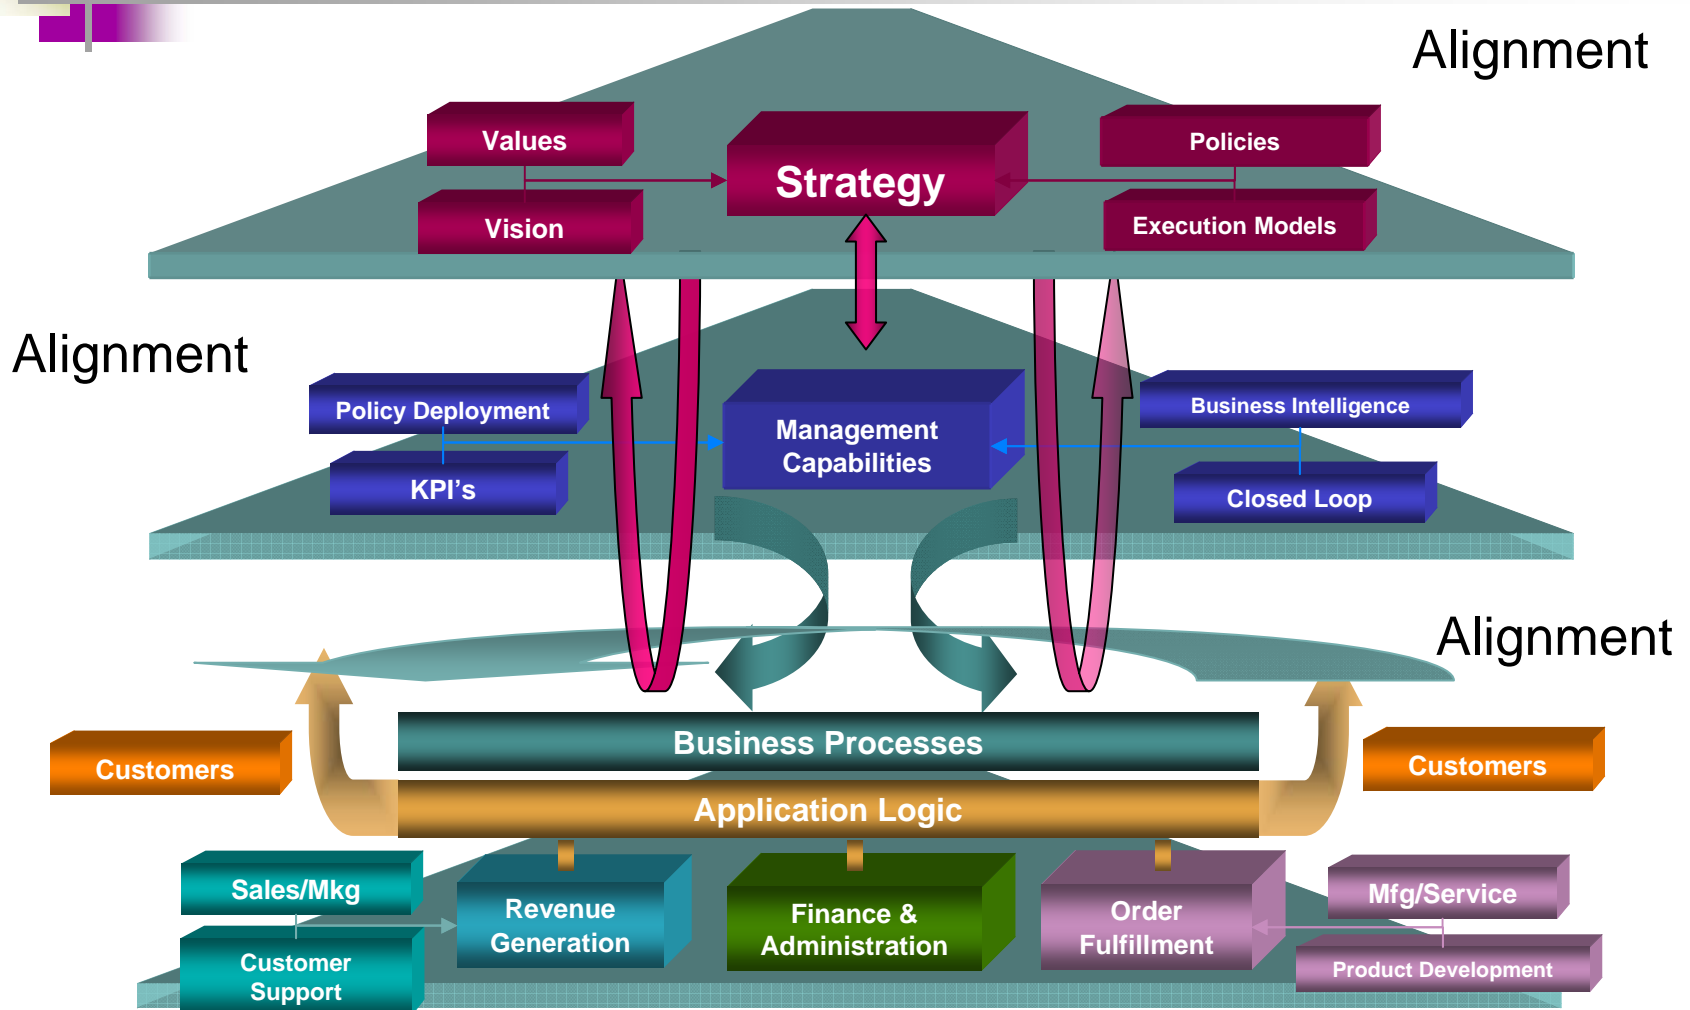 Alignment
Values
Strategy
Policies
Vision
Execution Models
Alignment
Policy Deployment
Management
Capabilities
Business Intelligence
KPI's
Closed Loop
Alignment
Customers
Business Processes
Customers
Application Logic
Sales/Mkg
Revenue
Generation
Finance &
Administration
Order
Fulfillment
Mfg/Service
Customer
Support
Product Development